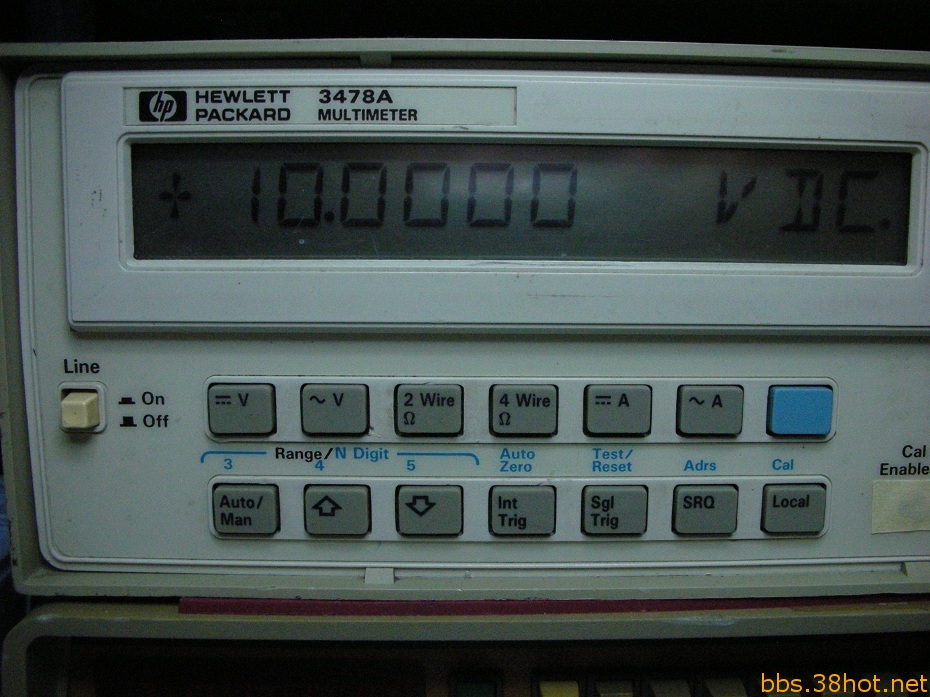 hp HEWLETT PACKARD 3478A MULTIMETER
+ 10.0000 V DC.
Line
On
Off
⎓ V ~ V 2 Wire Ω 4 Wire Ω ⎓ A ~ A
Range/N Digit
3 4 5 Auto Zero Test/Reset Adrs Cal
Cal Enable
Auto/Man ⇧ ⇩ Int Trig Sgl Trig SRQ Local
bbs.38hot.net